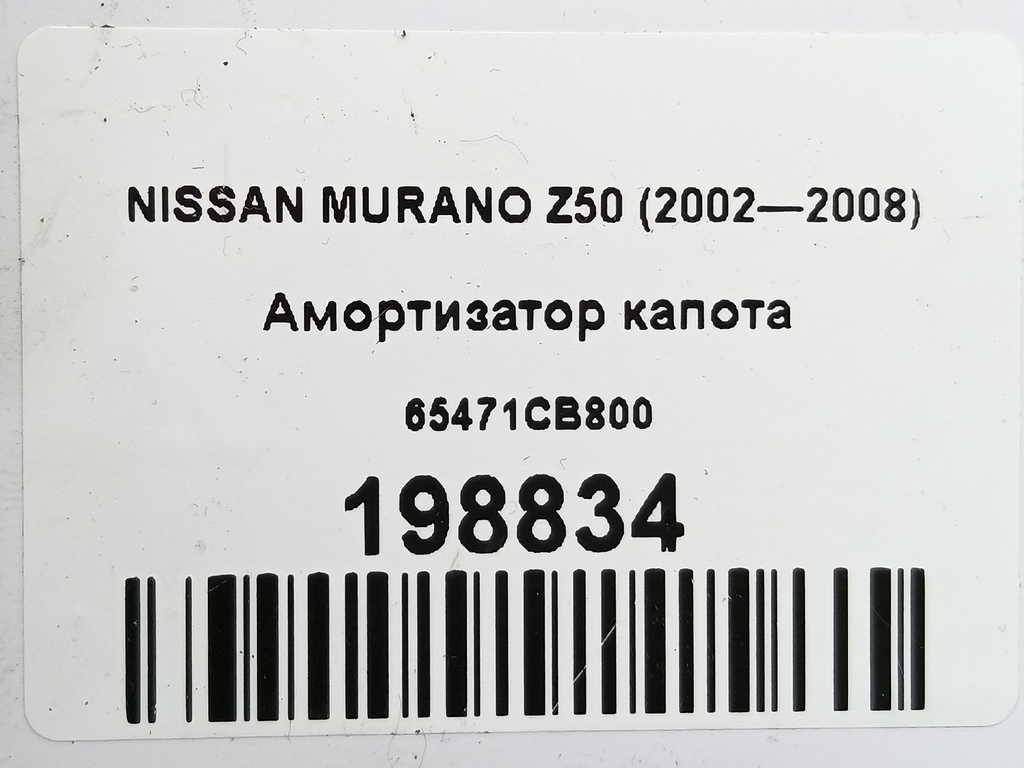 NISSAN MURANO Z50 (2002—2008)
Амортизатор капота
65471CB800
198834